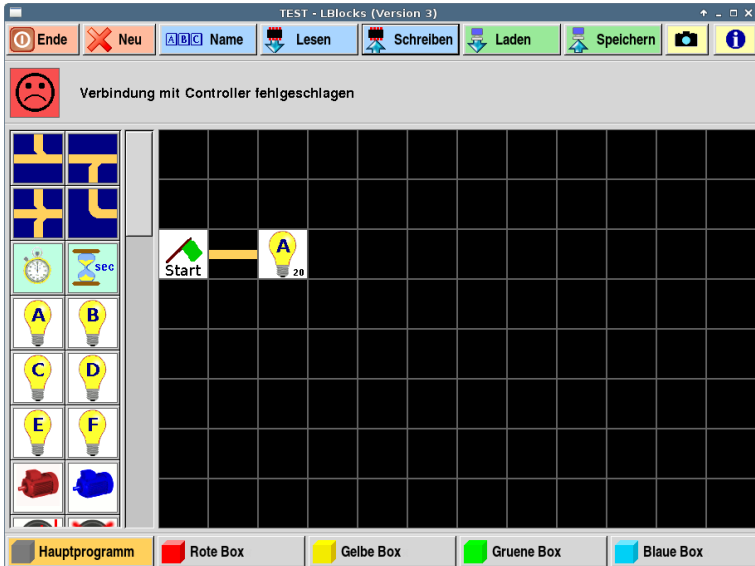 TEST - LBlocks (Version 3)
Ende
Neu
ABC Name
Lesen
Schreiben
Laden
Speichern
i
Verbindung mit Controller fehlgeschlagen
sec
Start
A
20
A
B
C
D
E
F
Hauptprogramm
Rote Box
Gelbe Box
Gruene Box
Blaue Box